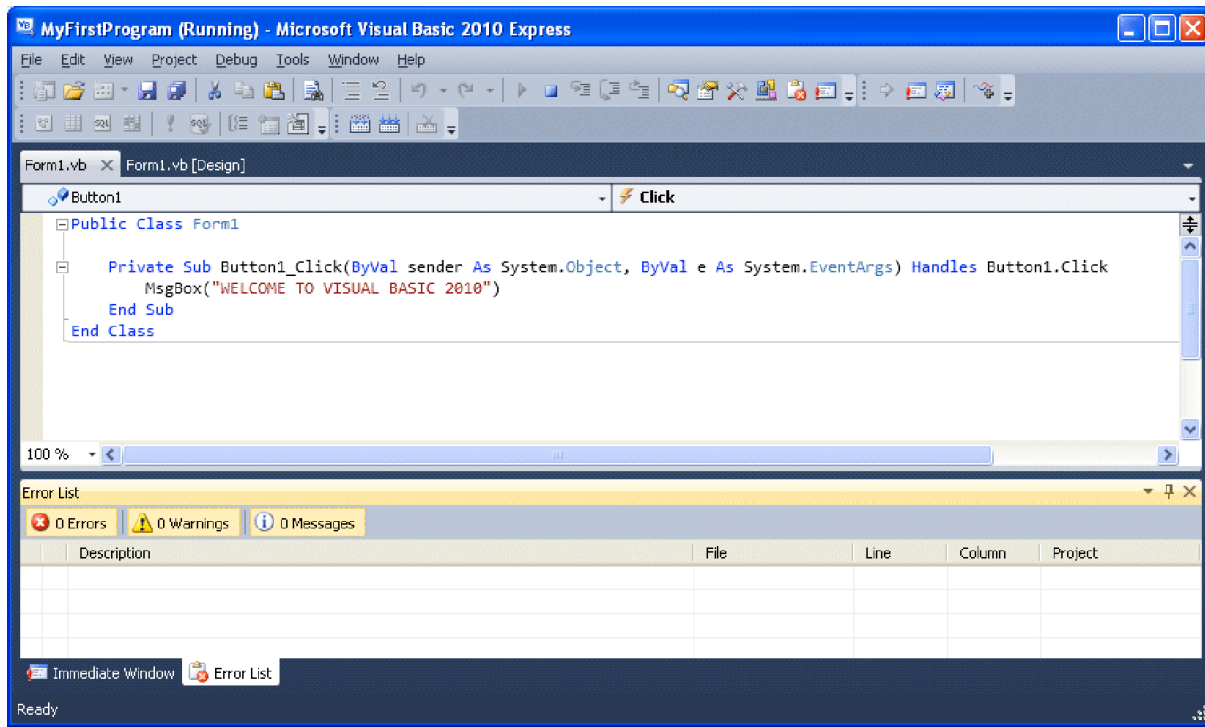 MyFirstProgram (Running) - Microsoft Visual Basic 2010 Express
File Edit View Project Debug Tools Window Help
Form1.vb Form1.vb [Design]
Button1 Click
Public Class Form1
Private Sub Button1_Click(ByVal sender As System.Object, ByVal e As System.EventArgs) Handles Button1.Click
MsgBox("WELCOME TO VISUAL BASIC 2010")
End Sub
End Class
100 %
Error List
0 Errors 0 Warnings 0 Messages
Description File Line Column Project
Immediate Window Error List
Ready